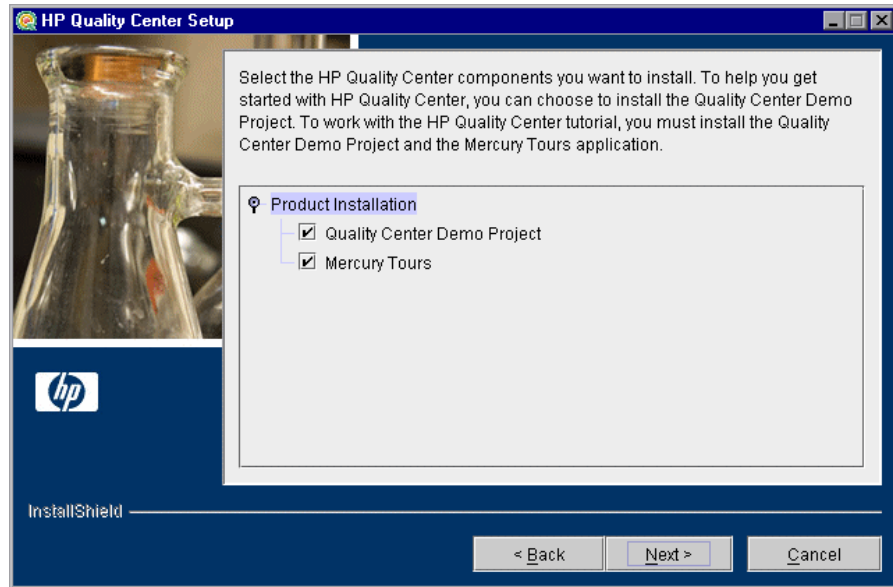 HP Quality Center Setup
Select the HP Quality Center components you want to install. To help you get
started with HP Quality Center, you can choose to install the Quality Center Demo
Project. To work with the HP Quality Center tutorial, you must install the Quality
Center Demo Project and the Mercury Tours application.
Product Installation
Quality Center Demo Project
Mercury Tours
hp
InstallShield
< Back
Next >
Cancel